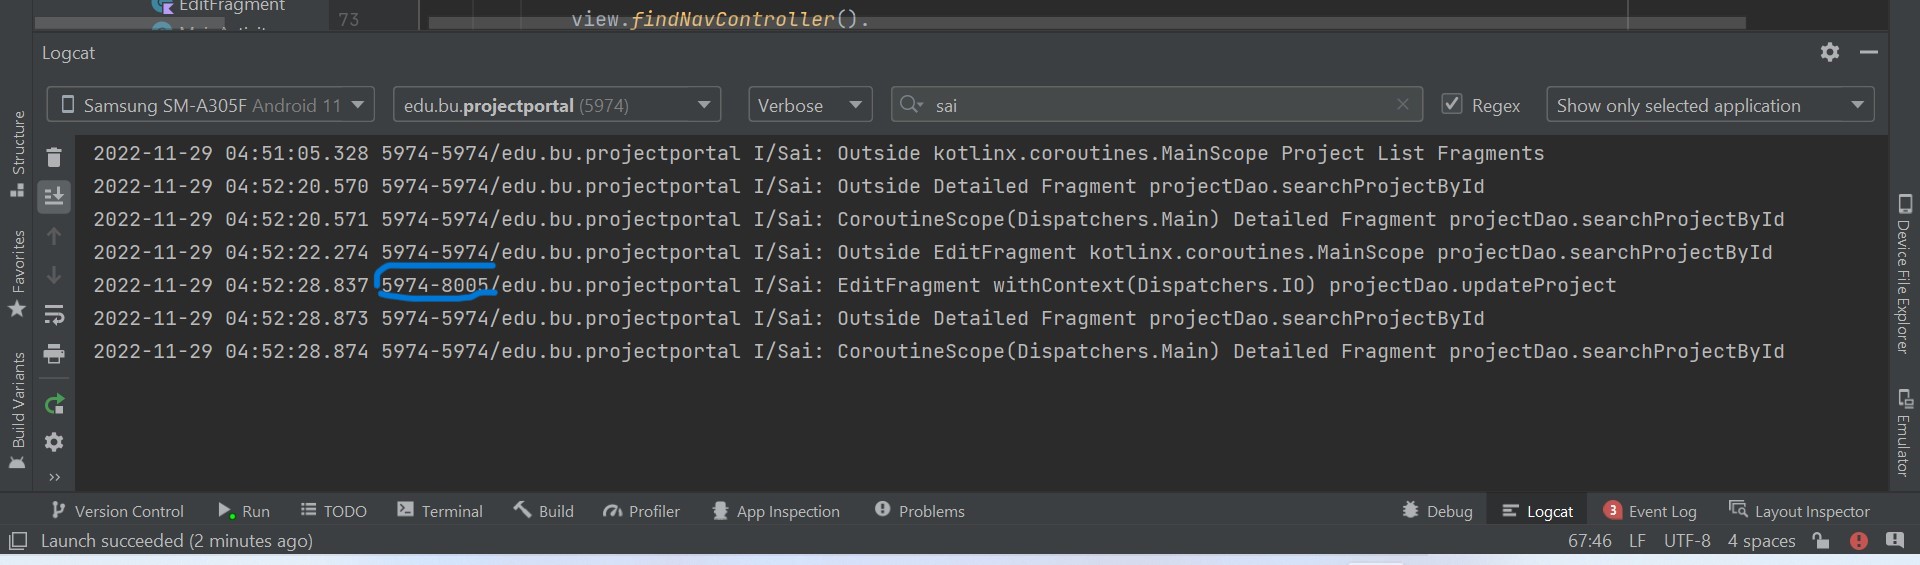 EditFragment
73 view.findNavController().
Logcat
Samsung SM-A305F Android 11 edu.bu.projectportal (5974) Verbose sai Regex Show only selected application
2022-11-29 04:51:05.328 5974-5974/edu.bu.projectportal I/Sai: Outside kotlinx.coroutines.MainScope Project List Fragments
2022-11-29 04:52:20.570 5974-5974/edu.bu.projectportal I/Sai: Outside Detailed Fragment projectDao.searchProjectById
2022-11-29 04:52:20.571 5974-5974/edu.bu.projectportal I/Sai: CoroutineScope(Dispatchers.Main) Detailed Fragment projectDao.searchProjectById
2022-11-29 04:52:22.274 5974-5974/edu.bu.projectportal I/Sai: Outside EditFragment kotlinx.coroutines.MainScope projectDao.searchProjectById
2022-11-29 04:52:28.837 5974-8005/edu.bu.projectportal I/Sai: EditFragment withContext(Dispatchers.IO) projectDao.updateProject
2022-11-29 04:52:28.873 5974-5974/edu.bu.projectportal I/Sai: Outside Detailed Fragment projectDao.searchProjectById
2022-11-29 04:52:28.874 5974-5974/edu.bu.projectportal I/Sai: CoroutineScope(Dispatchers.Main) Detailed Fragment projectDao.searchProjectById
Structure
Favorites
Build Variants
Device File Explorer
Emulator
Version Control Run TODO Terminal Build Profiler App Inspection Problems Debug Logcat 3 Event Log Layout Inspector
Launch succeeded (2 minutes ago) 67:46 LF UTF-8 4 spaces